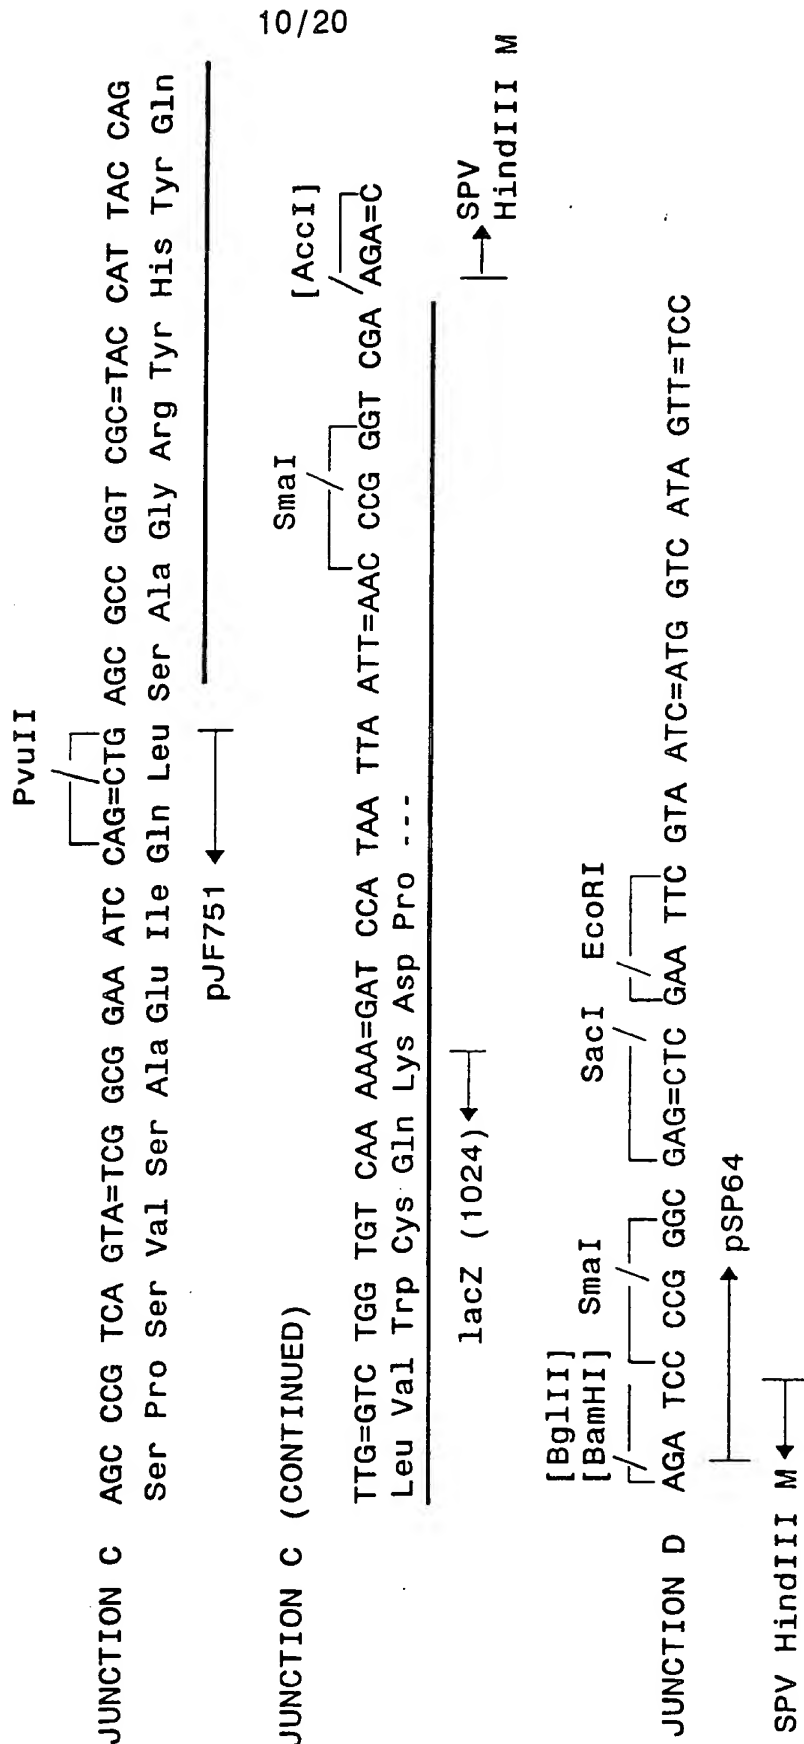 10/20
PvuII
JUNCTION C AGC CCG TCA GTA=TCG GCG GAA ATC CAG=CTG AGC GCC GGT CGC=TAC CAT TAC CAG
Ser Pro Ser Val Ser Ala Glu Ile Gln Leu Ser Ala Gly Arg Tyr His Tyr Gln
pJF751
JUNCTION C (CONTINUED)
SmaI [AccI]
TTG=GTC TGG TGT CAA AAA=GAT CCA TAA TTA ATT=AAC CCG GGT CGA AGA=C
Leu Val Trp Cys Gln Lys Asp Pro ---
lacZ (1024)
SPV
HindIII M
[BglII]
[BamHI] SmaI SacI EcoRI
JUNCTION D AGA TCC CCG GGC GAG=CTC GAA TTC GTA ATC=ATG GTC ATA GTT=TCC
pSP64
SPV HindIII M